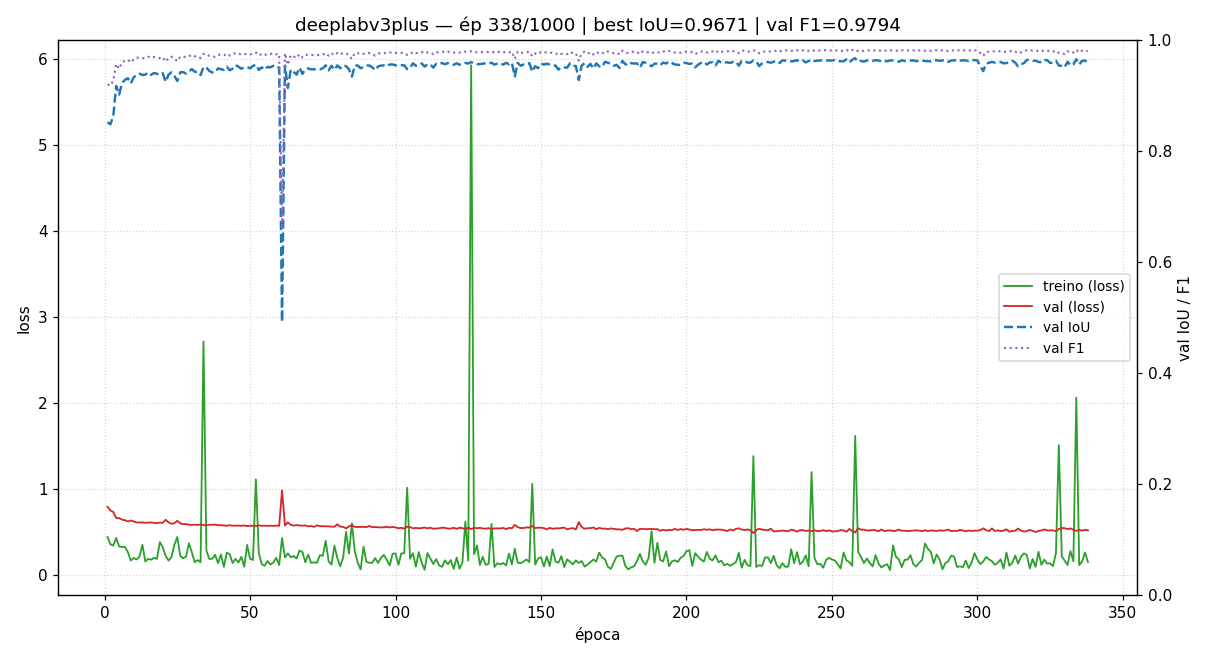 deeplabv3plus — ép 338/1000 | best IoU=0.9671 | val F1=0.9794
6
5
4
3
2
1
0
loss
1.0
0.8
0.6
0.4
0.2
0.0
val IoU / F1
treino (loss)
val (loss)
val IoU
val F1
0 50 100 150 200 250 300 350
época